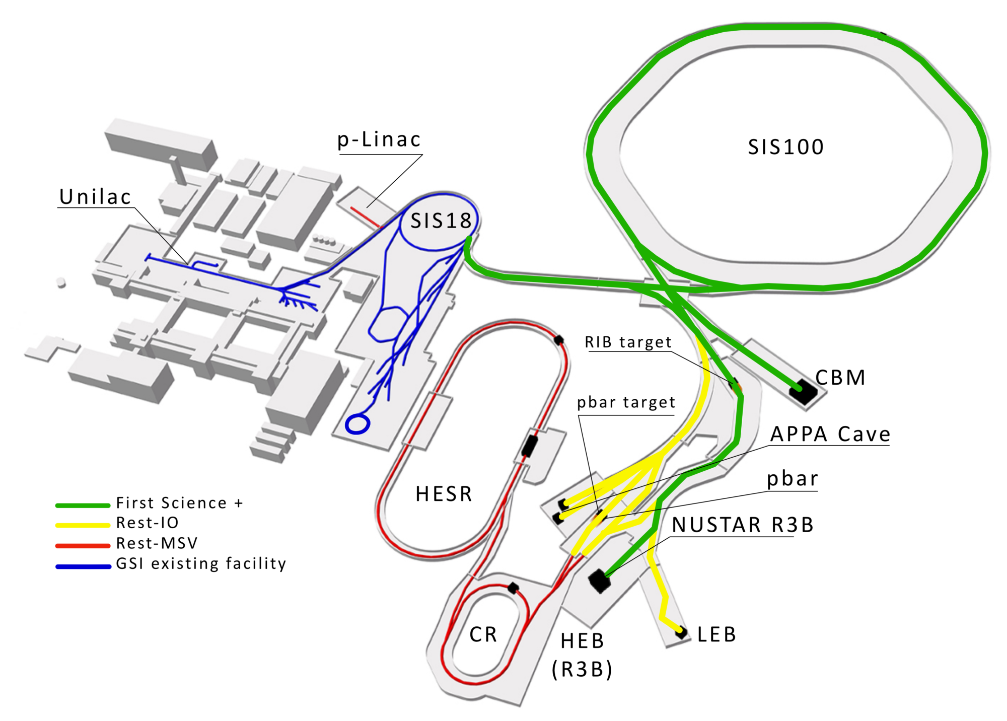 p-Linac
SIS100
Unilac
SIS18
RIB target
CBM
pbar target
APPA Cave
pbar
HESR
First Science +
Rest-IO
Rest-MSV
GSI existing facility
NUSTAR R3B
CR
HEB
(R3B)
LEB